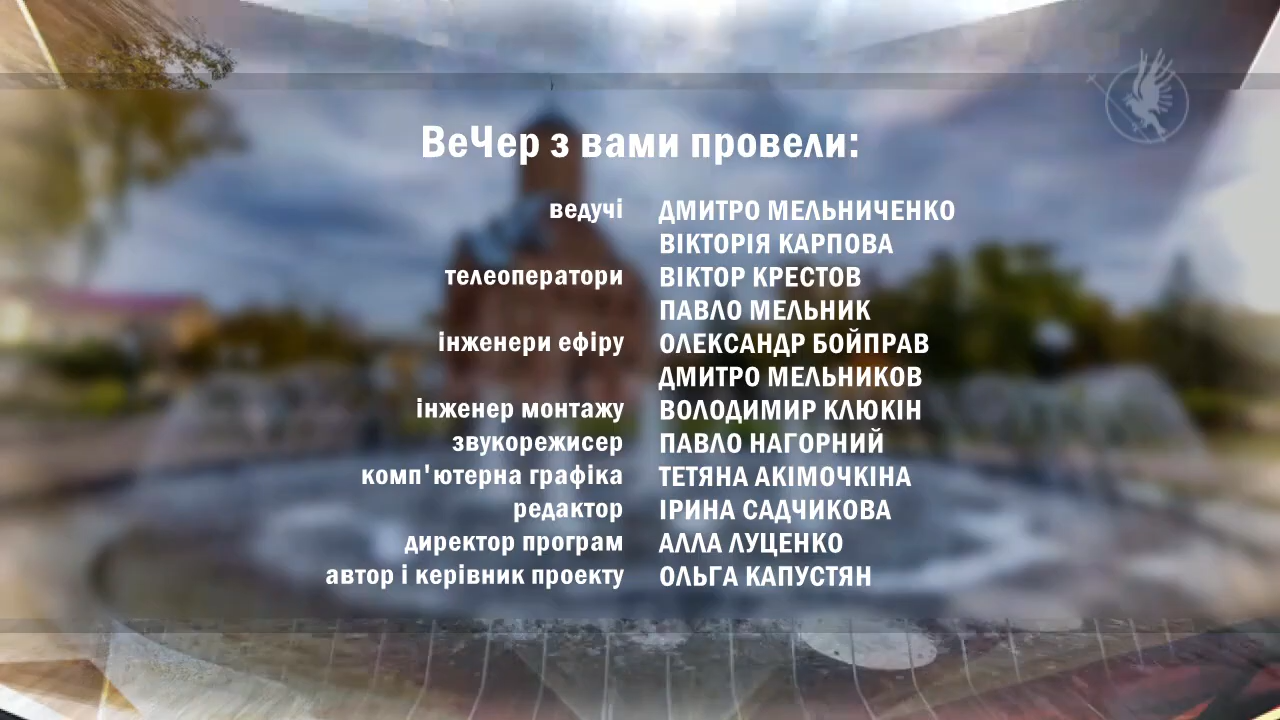 ВеЧер з вами провели:
ведучі ДМИТРО МЕЛЬНИЧЕНКО
ВІКТОРІЯ КАРПОВА
телеоператори ВІКТОР КРЕСТОВ
ПАВЛО МЕЛЬНИК
інженери ефіру ОЛЕКСАНДР БОЙПРАВ
ДМИТРО МЕЛЬНИКОВ
інженер монтажу ВОЛОДИМИР КЛЮКІН
звукорежисер ПАВЛО НАГОРНИЙ
комп'ютерна графіка ТЕТЯНА АКІМОЧКІНА
редактор ІРИНА САДЧИКОВА
директор програм АЛЛА ЛУЦЕНКО
автор і керівник проекту ОЛЬГА КАПУСТЯН